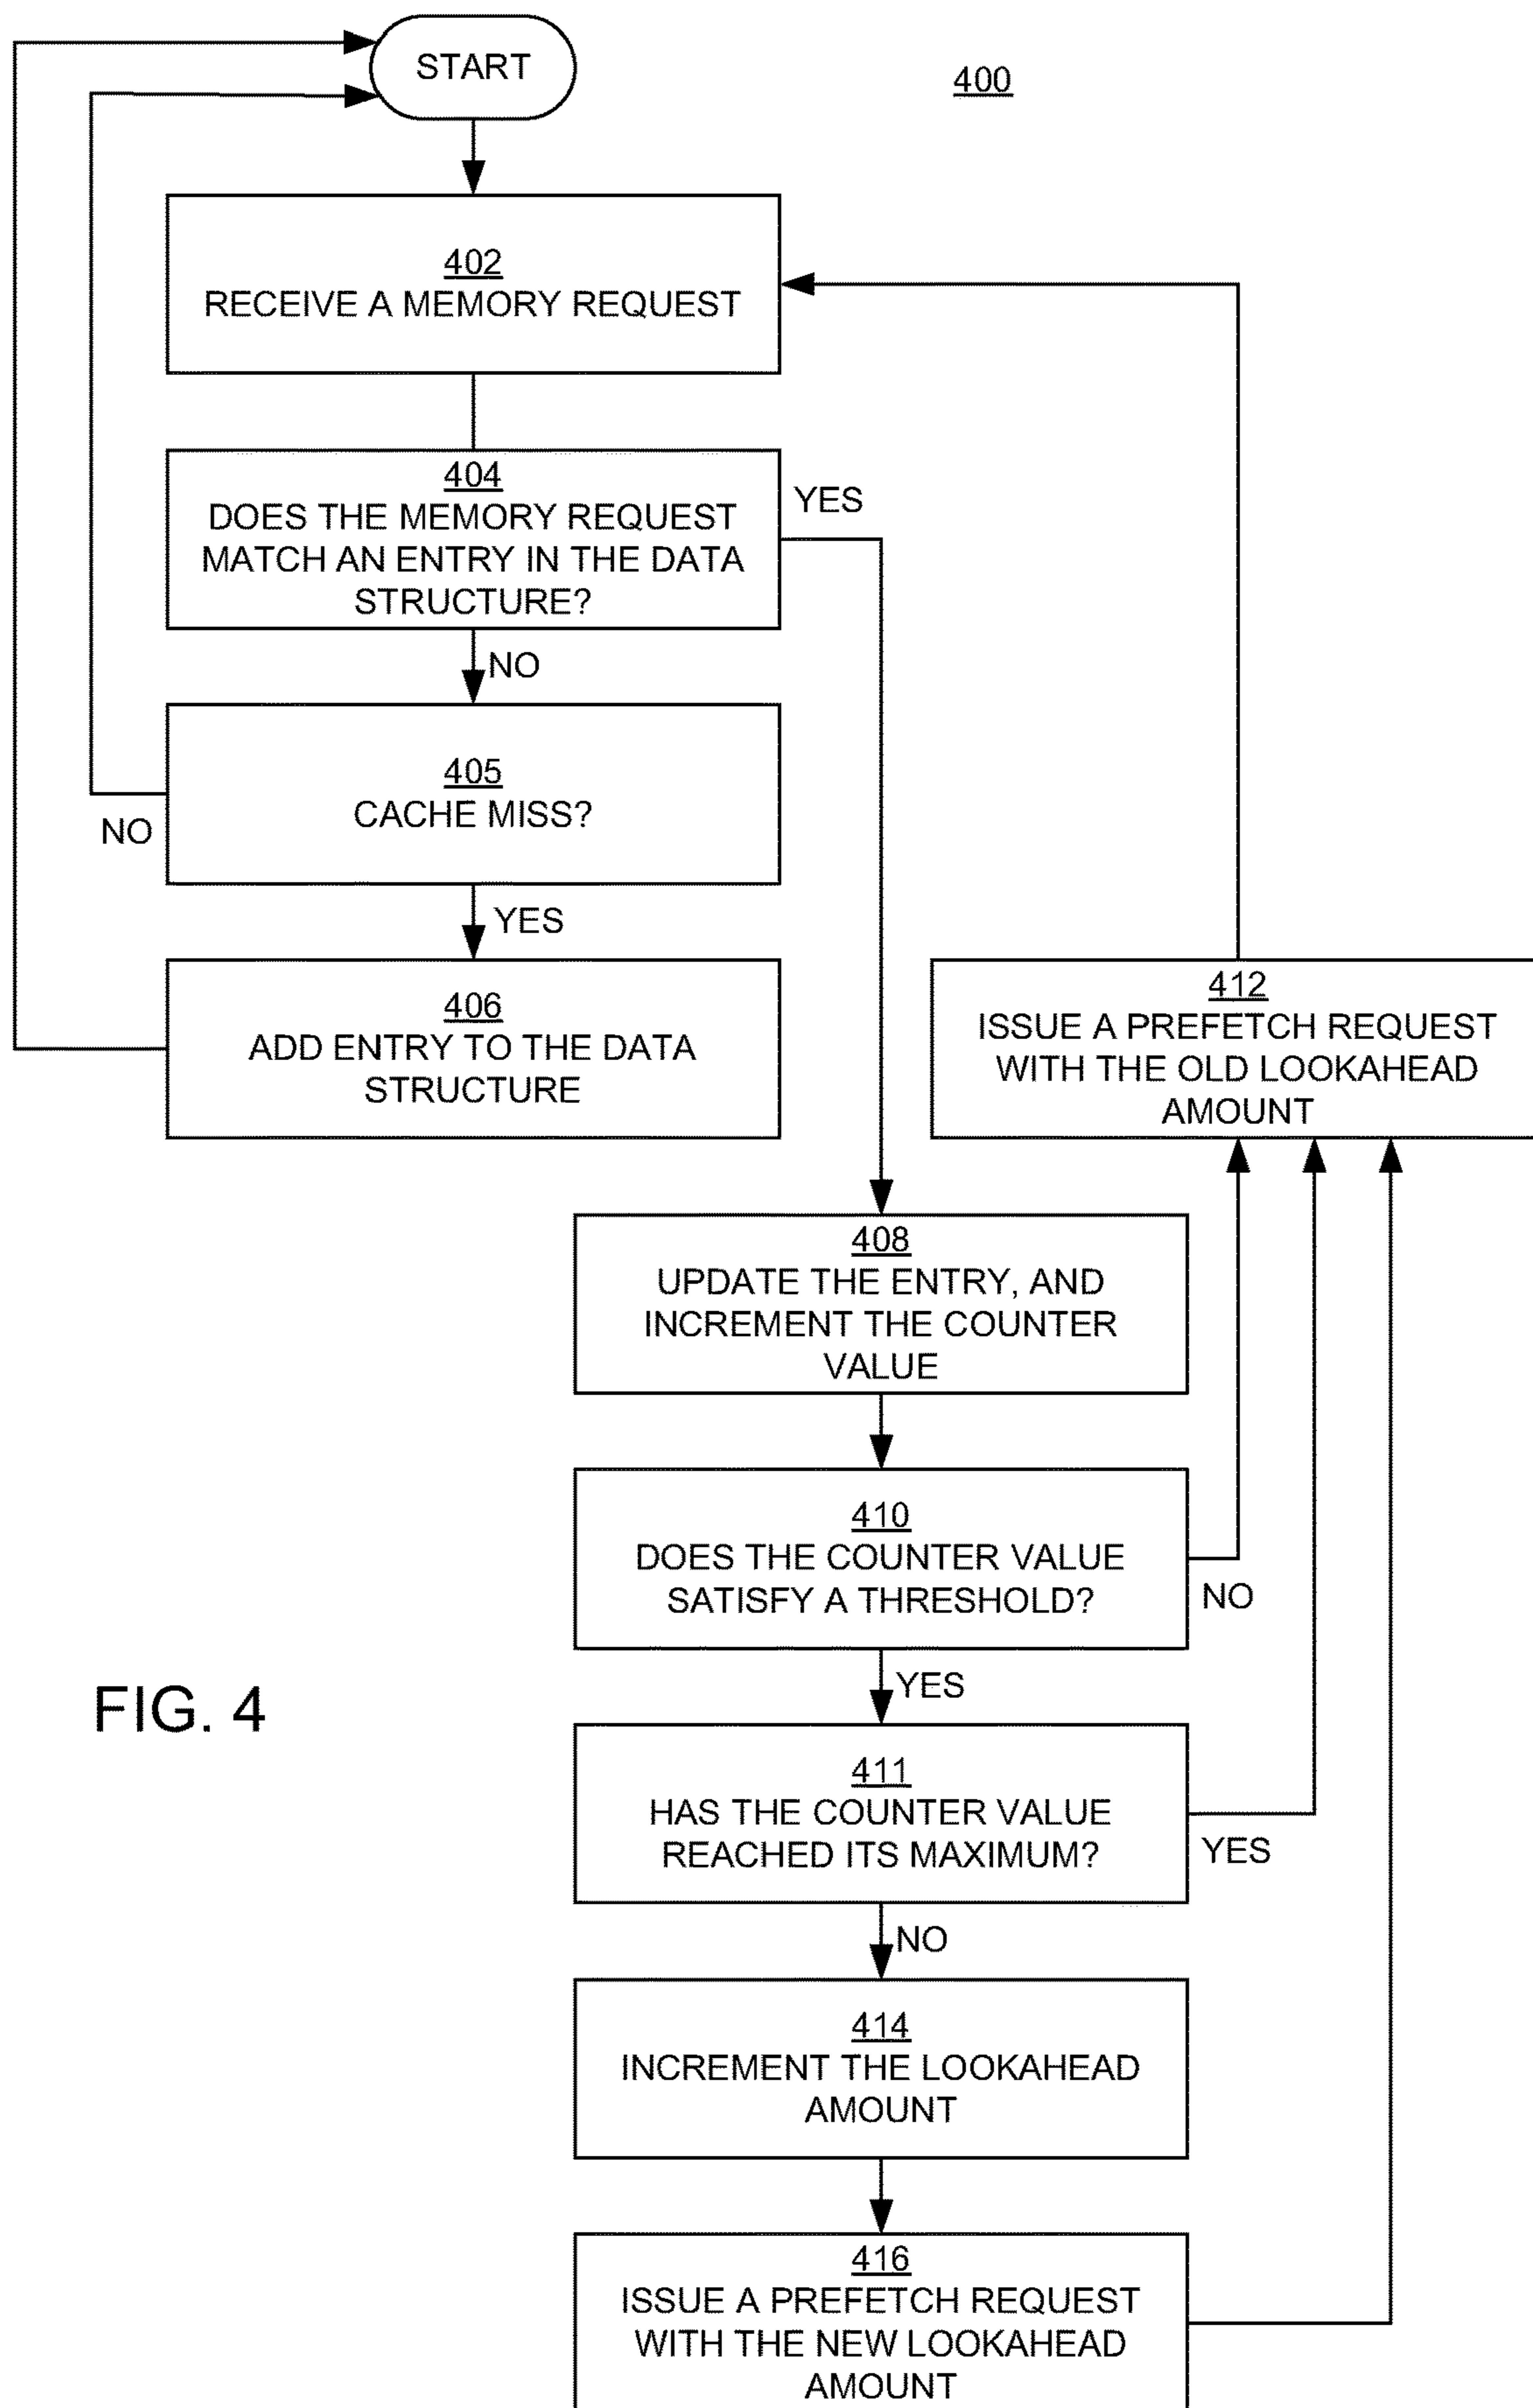 START
400
402
RECEIVE A MEMORY REQUEST
404
DOES THE MEMORY REQUEST
MATCH AN ENTRY IN THE DATA
STRUCTURE?
YES
NO
405
CACHE MISS?
NO
YES
406
ADD ENTRY TO THE DATA
STRUCTURE
412
ISSUE A PREFETCH REQUEST
WITH THE OLD LOOKAHEAD
AMOUNT
408
UPDATE THE ENTRY, AND
INCREMENT THE COUNTER
VALUE
410
DOES THE COUNTER VALUE
SATISFY A THRESHOLD?
NO
YES
FIG. 4
411
HAS THE COUNTER VALUE
REACHED ITS MAXIMUM?
YES
NO
414
INCREMENT THE LOOKAHEAD
AMOUNT
416
ISSUE A PREFETCH REQUEST
WITH THE NEW LOOKAHEAD
AMOUNT